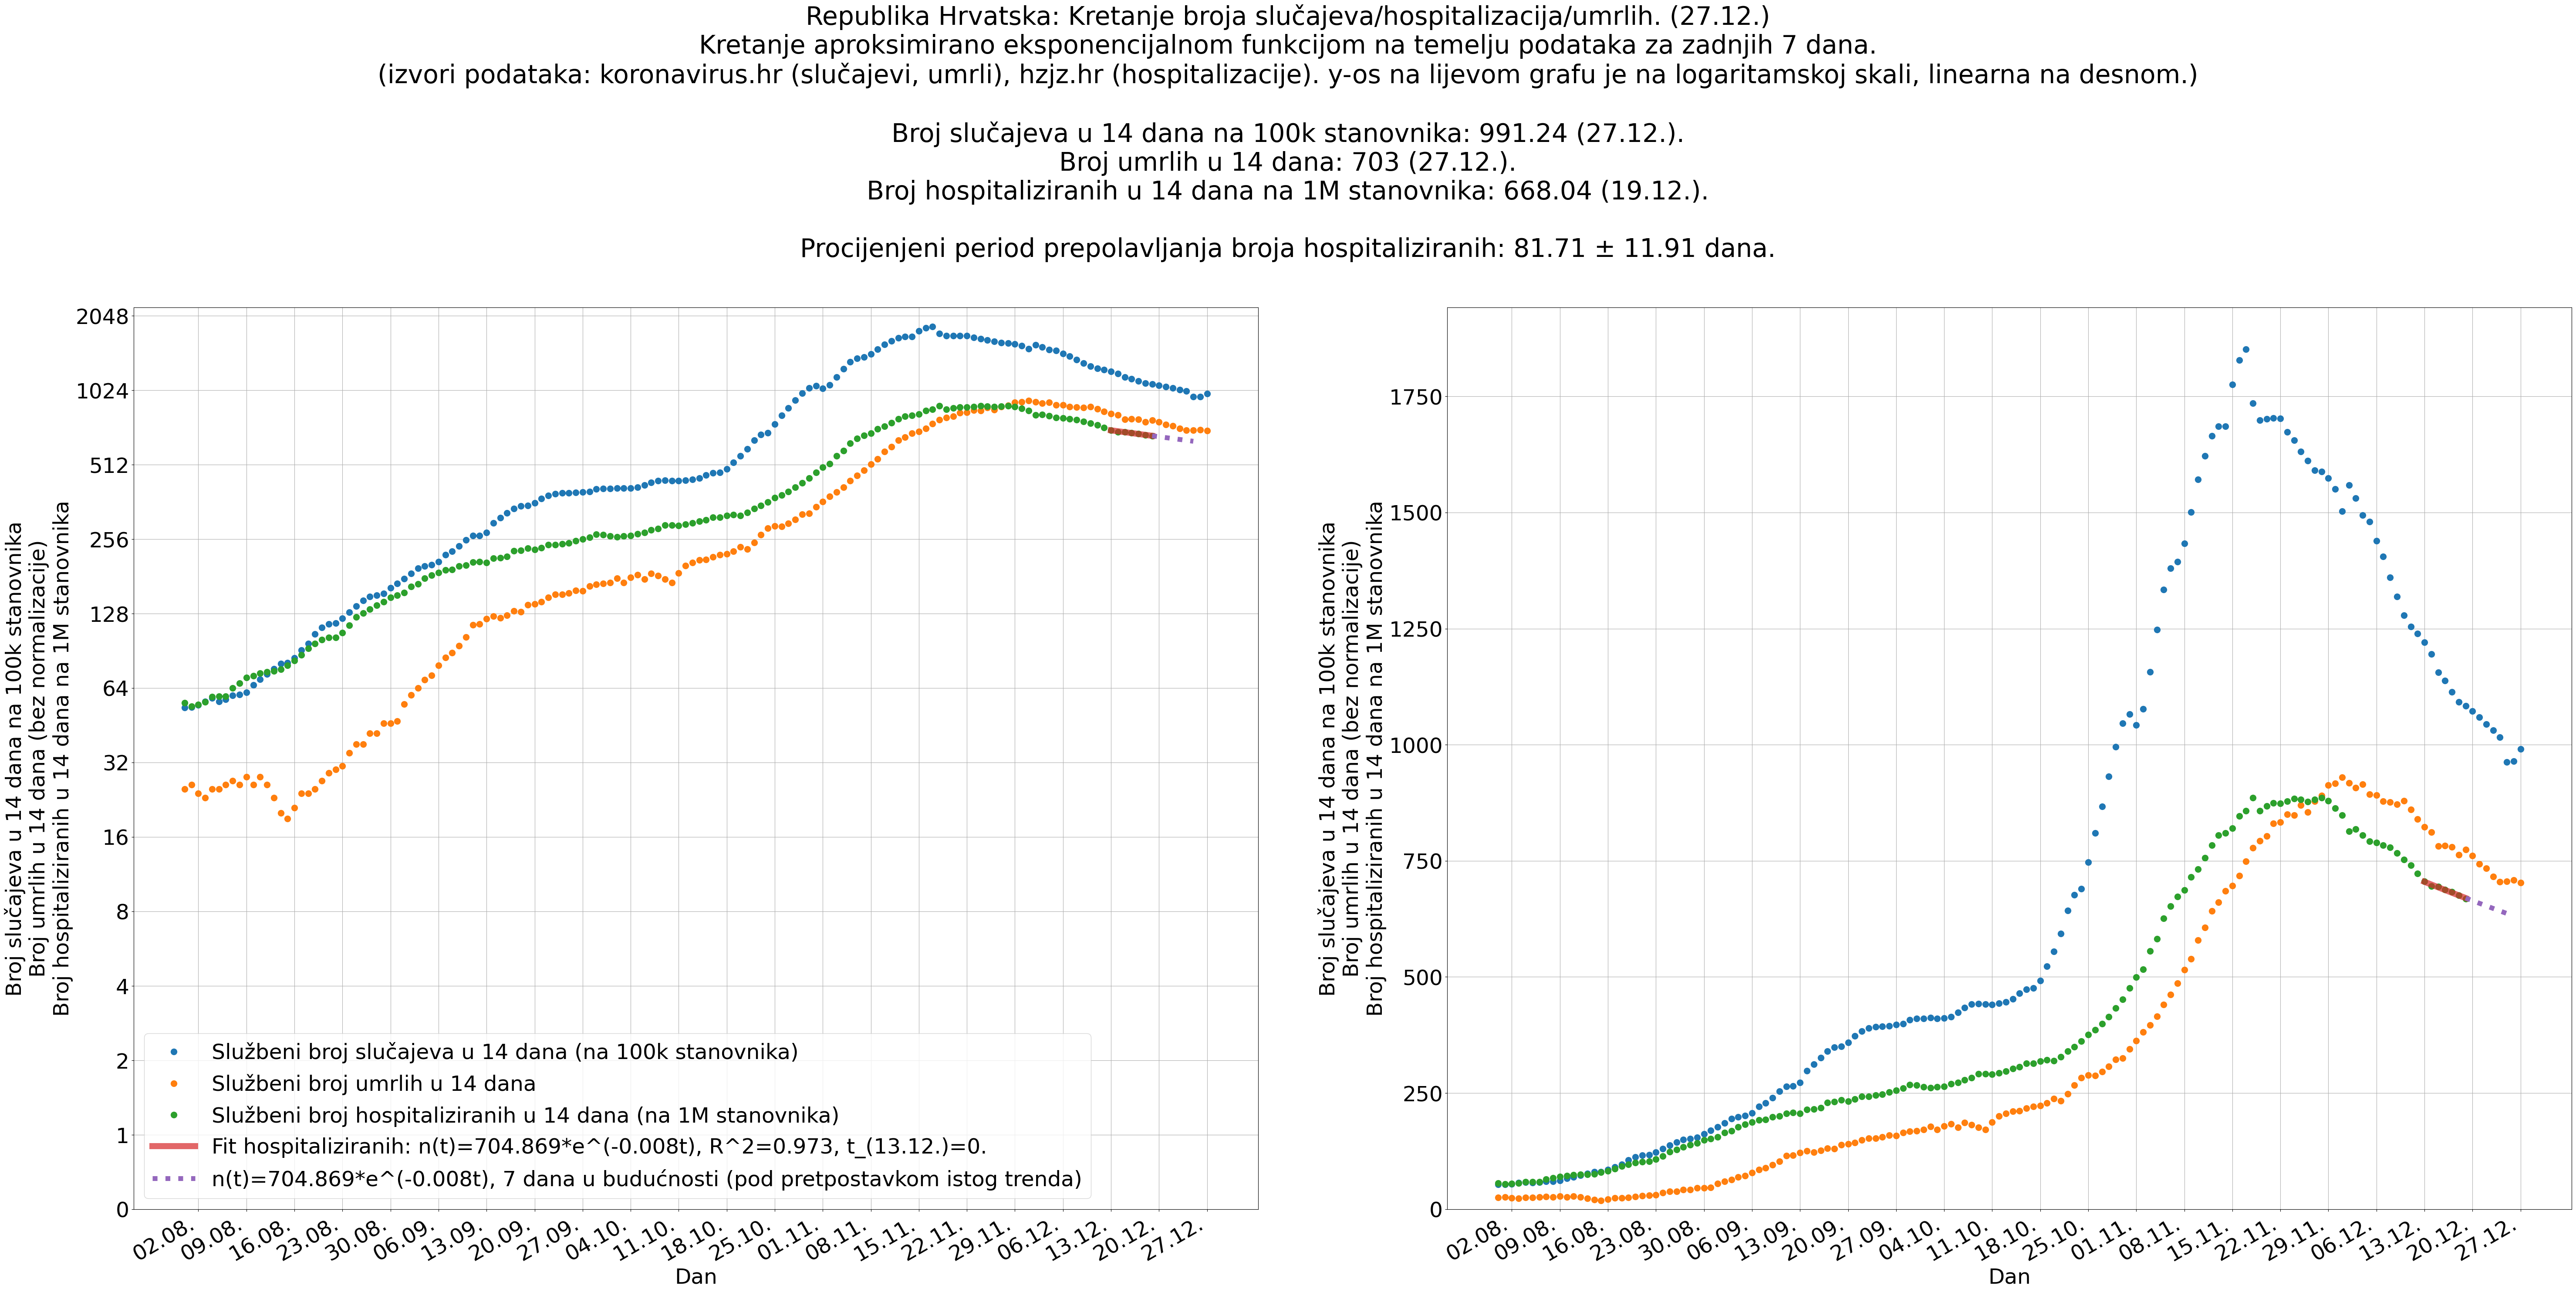 Republika Hrvatska: Kretanje broja slučajeva/hospitalizacija/umrlih. (27.12.)
Kretanje aproksimirano eksponencijalnom funkcijom na temelju podataka za zadnjih 7 dana.
(izvori podataka: koronavirus.hr (slučajevi, umrli), hzjz.hr (hospitalizacije). y-os na lijevom grafu je na logaritamskoj skali, linearna na desnom.)
Broj slučajeva u 14 dana na 100k stanovnika: 991.24 (27.12.).
Broj umrlih u 14 dana: 703 (27.12.).
Broj hospitaliziranih u 14 dana na 1M stanovnika: 668.04 (19.12.).
Procijenjeni period prepolavljanja broja hospitaliziranih: 81.71 ± 11.91 dana.
Broj slučajeva u 14 dana na 100k stanovnika
Broj umrlih u 14 dana (bez normalizacije)
Broj hospitaliziranih u 14 dana na 1M stanovnika
2048
1024
512
256
128
64
32
16
8
4
2
1
0
Službeni broj slučajeva u 14 dana (na 100k stanovnika)
Službeni broj umrlih u 14 dana
Službeni broj hospitaliziranih u 14 dana (na 1M stanovnika)
Fit hospitaliziranih: n(t)=704.869*e^(-0.008t), R^2=0.973, t_(13.12.)=0.
n(t)=704.869*e^(-0.008t), 7 dana u budućnosti (pod pretpostavkom istog trenda)
02.08. 09.08. 16.08. 23.08. 30.08. 06.09. 13.09. 20.09. 27.09. 04.10. 11.10. 18.10. 25.10. 01.11. 08.11. 15.11. 22.11. 29.11. 06.12. 13.12. 20.12. 27.12.
Dan
Broj slučajeva u 14 dana na 100k stanovnika
Broj umrlih u 14 dana (bez normalizacije)
Broj hospitaliziranih u 14 dana na 1M stanovnika
1750
1500
1250
1000
750
500
250
0
02.08. 09.08. 16.08. 23.08. 30.08. 06.09. 13.09. 20.09. 27.09. 04.10. 11.10. 18.10. 25.10. 01.11. 08.11. 15.11. 22.11. 29.11. 06.12. 13.12. 20.12. 27.12.
Dan